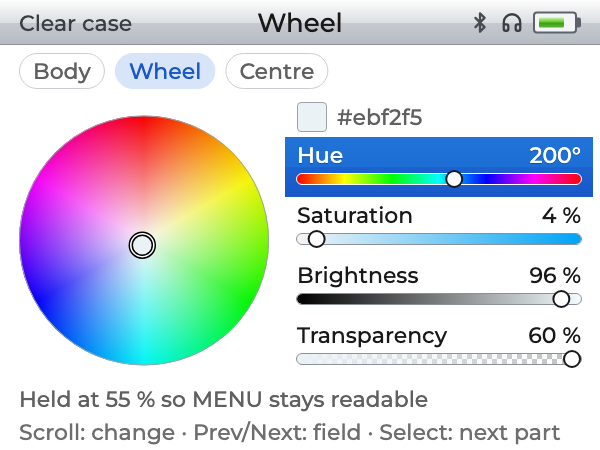 Clear case
Wheel
Body
Wheel
Centre
#ebf2f5
Hue 200°
Saturation 4 %
Brightness 96 %
Transparency 60 %
Held at 55 % so MENU stays readable
Scroll: change · Prev/Next: field · Select: next part